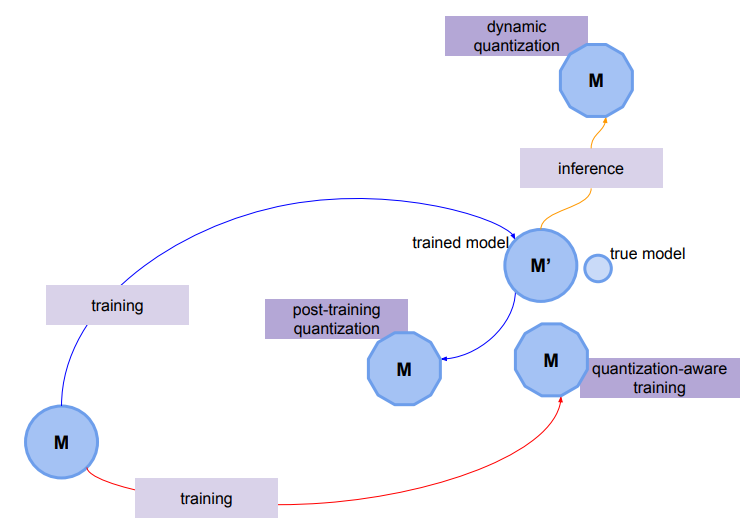 dynamic
quantization
M
inference
trained model
M’
true model
training
post-training
quantization
M
M
quantization-aware
training
M
training